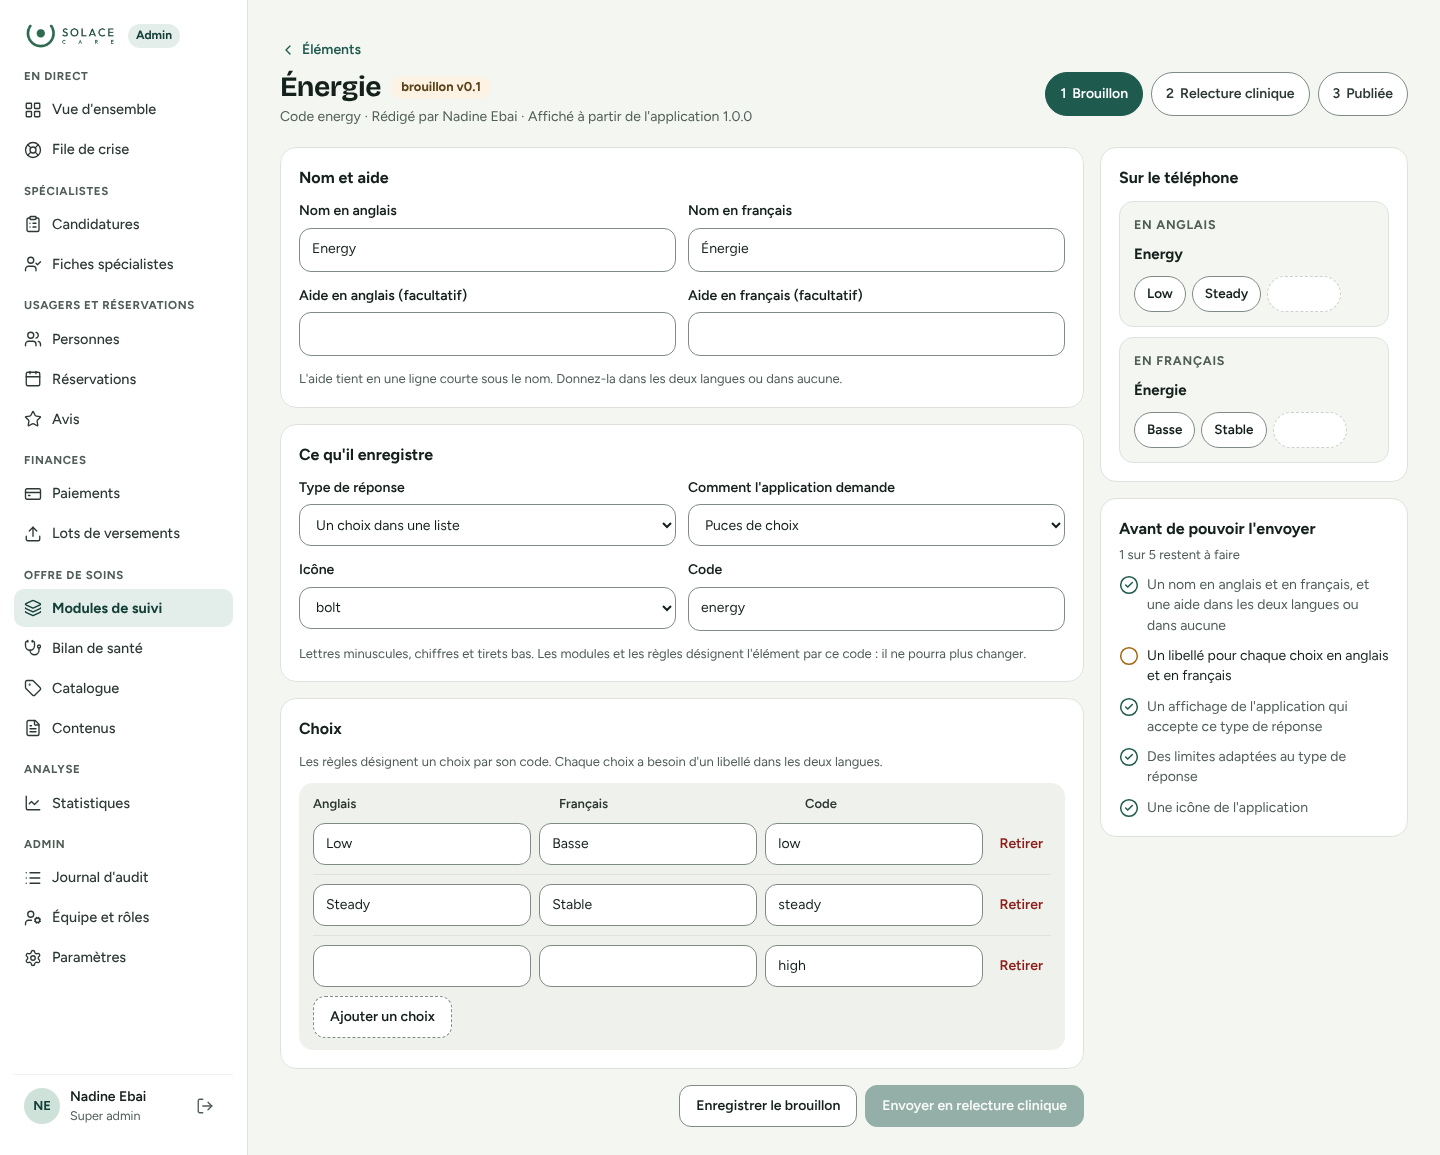 SOLACE
CARE
Admin
EN DIRECT
Vue d'ensemble
File de crise
SPÉCIALISTES
Candidatures
Fiches spécialistes
USAGERS ET RÉSERVATIONS
Personnes
Réservations
Avis
FINANCES
Paiements
Lots de versements
OFFRE DE SOINS
Modules de suivi
Bilan de santé
Catalogue
Contenus
ANALYSE
Statistiques
ADMIN
Journal d'audit
Équipe et rôles
Paramètres
NE
Nadine Ebai
Super admin
Éléments
Énergie
brouillon v0.1
Code energy · Rédigé par Nadine Ebai · Affiché à partir de l'application 1.0.0
1 Brouillon
2 Relecture clinique
3 Publiée
Nom et aide
Nom en anglais
Nom en français
Energy
Énergie
Aide en anglais (facultatif)
Aide en français (facultatif)
L'aide tient en une ligne courte sous le nom. Donnez-la dans les deux langues ou dans aucune.
Ce qu'il enregistre
Type de réponse
Comment l'application demande
Un choix dans une liste
Puces de choix
Icône
Code
bolt
energy
Lettres minuscules, chiffres et tirets bas. Les modules et les règles désignent l'élément par ce code : il ne pourra plus changer.
Choix
Les règles désignent un choix par son code. Chaque choix a besoin d'un libellé dans les deux langues.
Anglais
Français
Code
Low
Basse
low
Retirer
Steady
Stable
steady
Retirer
high
Retirer
Ajouter un choix
Enregistrer le brouillon
Envoyer en relecture clinique
Sur le téléphone
EN ANGLAIS
Energy
Low
Steady
EN FRANÇAIS
Énergie
Basse
Stable
Avant de pouvoir l'envoyer
1 sur 5 restent à faire
Un nom en anglais et en français, et
une aide dans les deux langues ou
dans aucune
Un libellé pour chaque choix en anglais
et en français
Un affichage de l'application qui
accepte ce type de réponse
Des limites adaptées au type de
réponse
Une icône de l'application